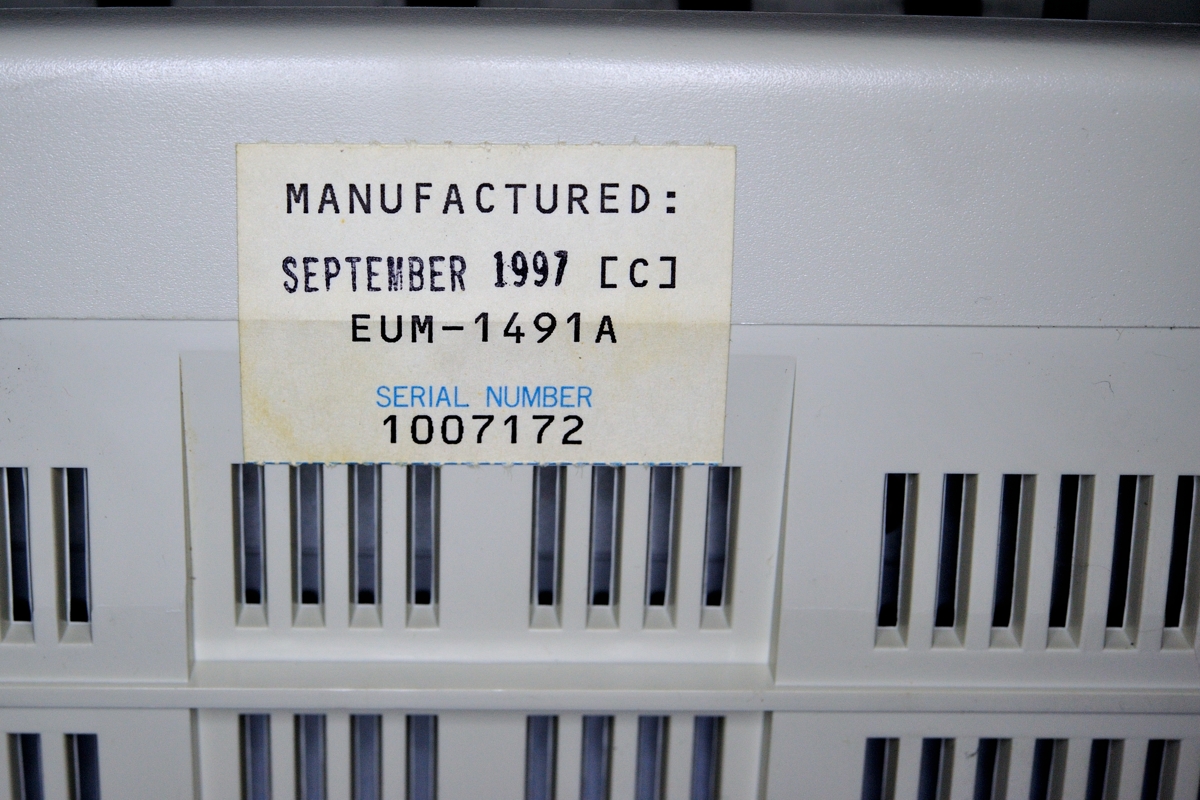 MANUFACTURED:
SEPTEMBER 1997 [C]
EUM-1491A
SERIAL NUMBER
1007172